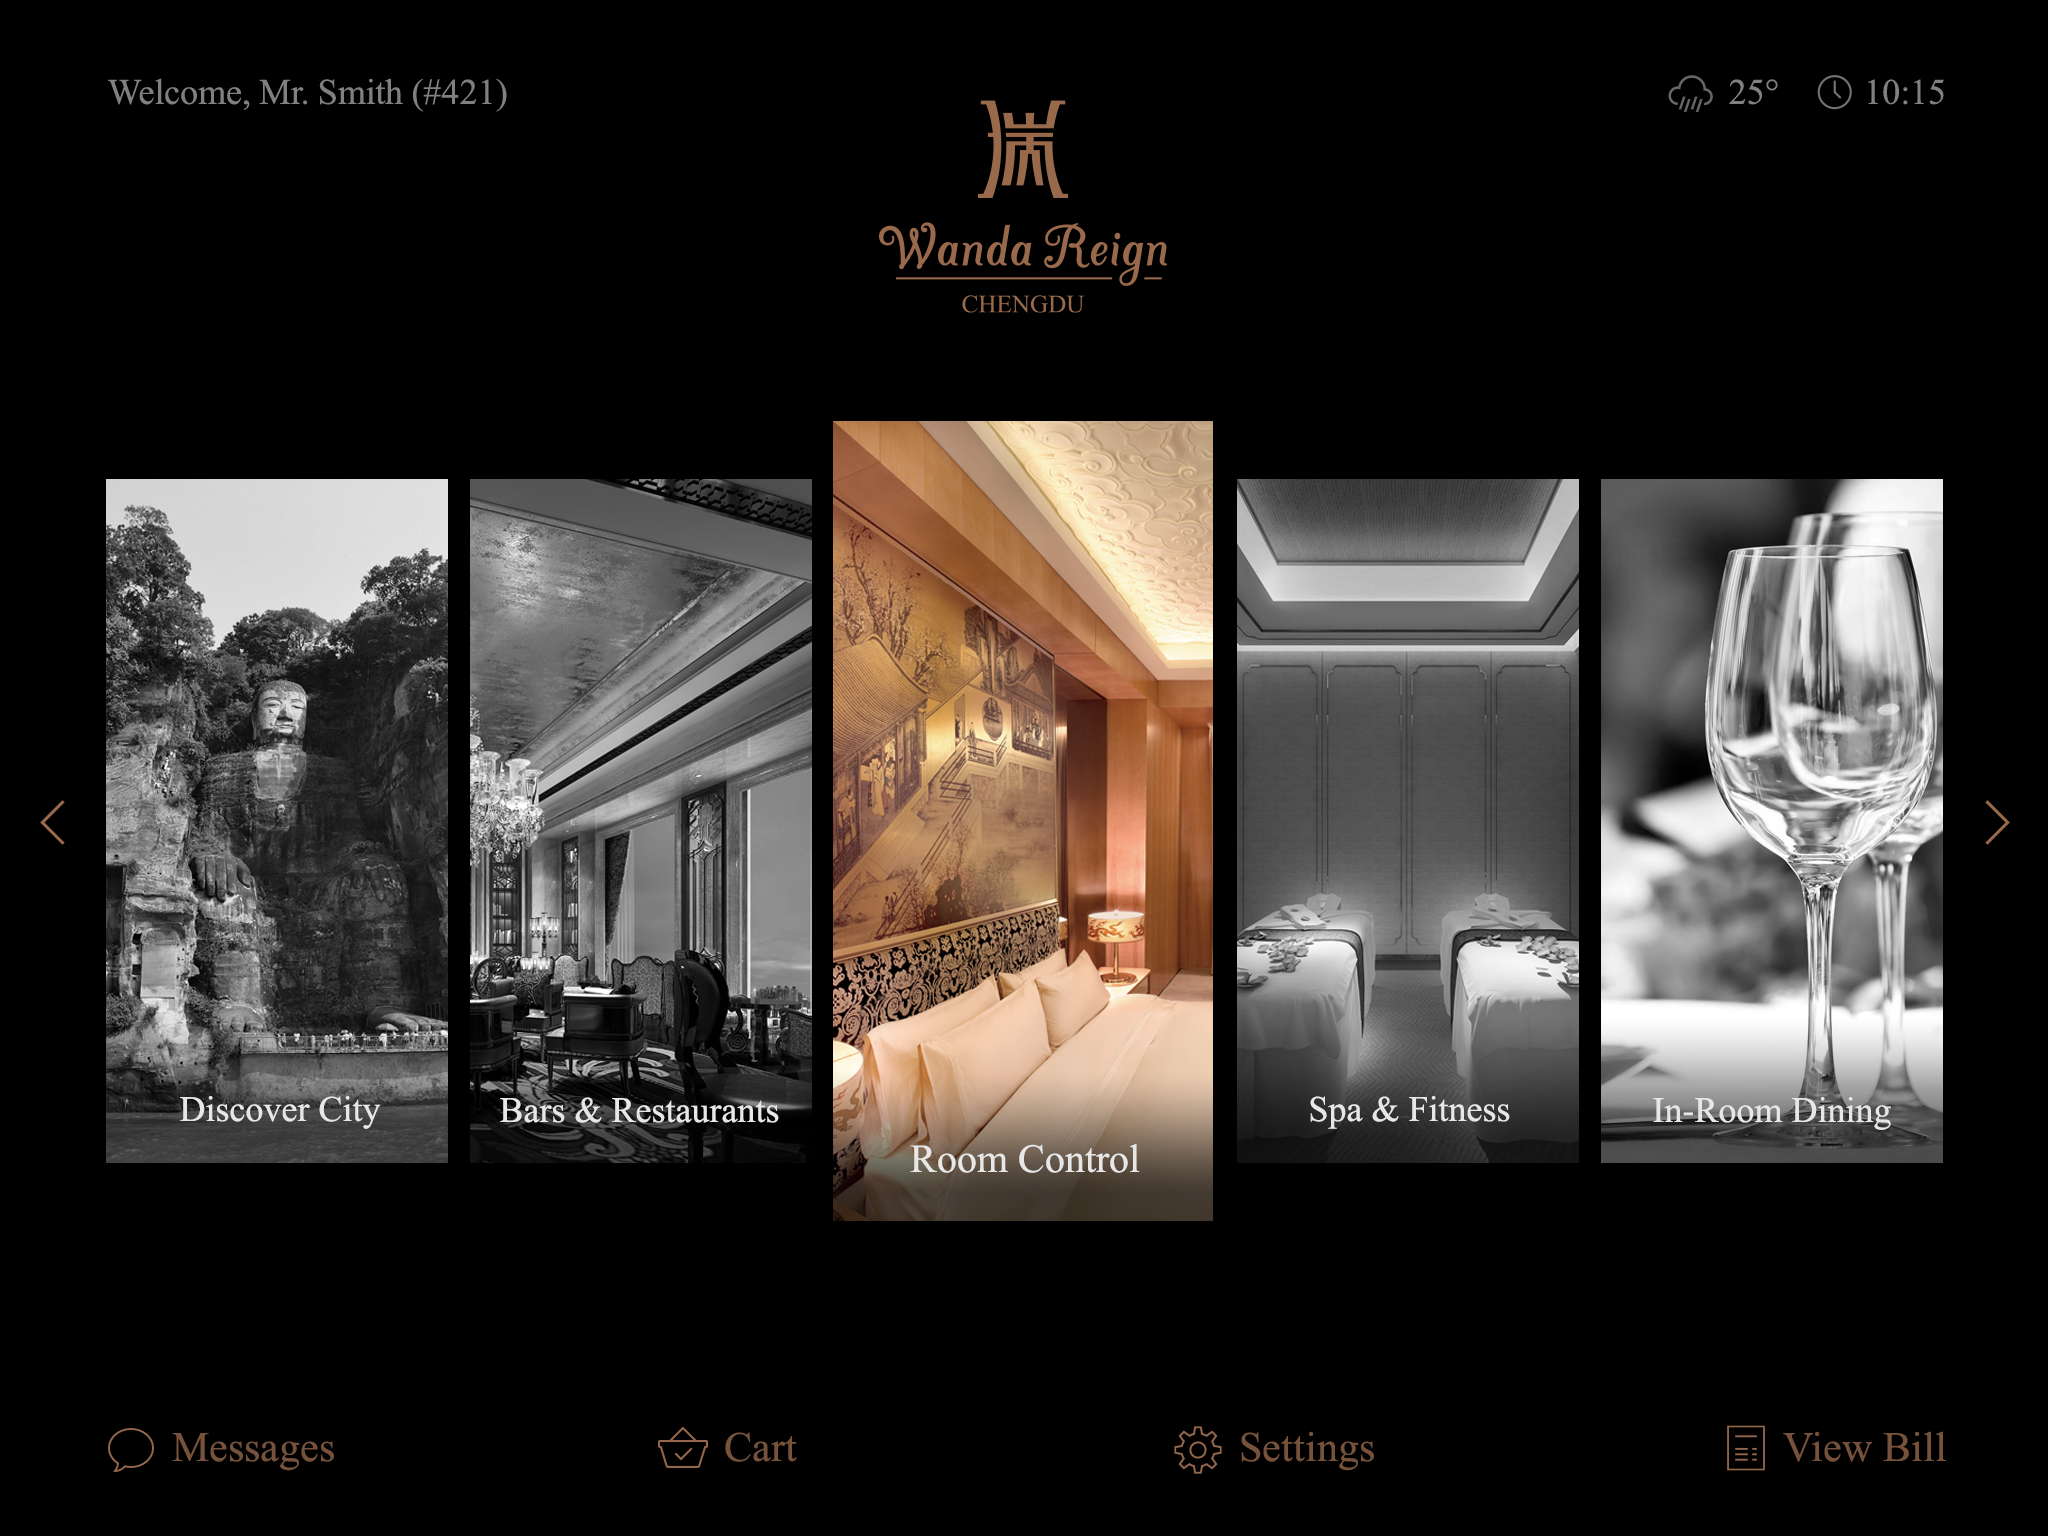 Welcome, Mr. Smith (#421)
25°
10:15
瑞
Wanda Reign
CHENGDU
Discover City
Bars & Restaurants
Room Control
Spa & Fitness
In-Room Dining
Messages
Cart
Settings
View Bill